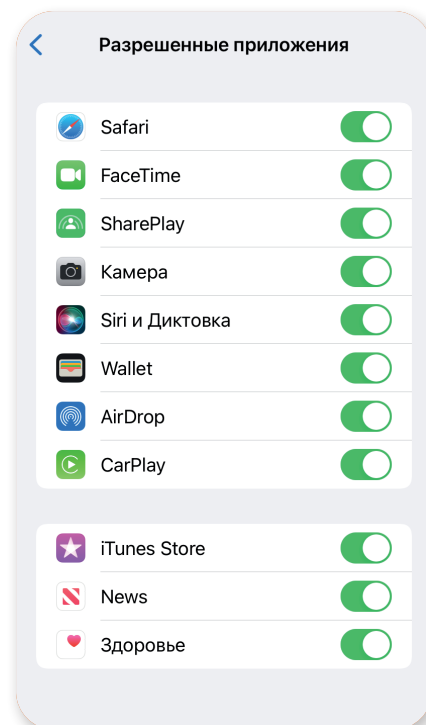 Разрешенные приложения
Safari
FaceTime
SharePlay
Камера
Siri и Диктовка
Wallet
AirDrop
CarPlay
iTunes Store
News
Здоровье